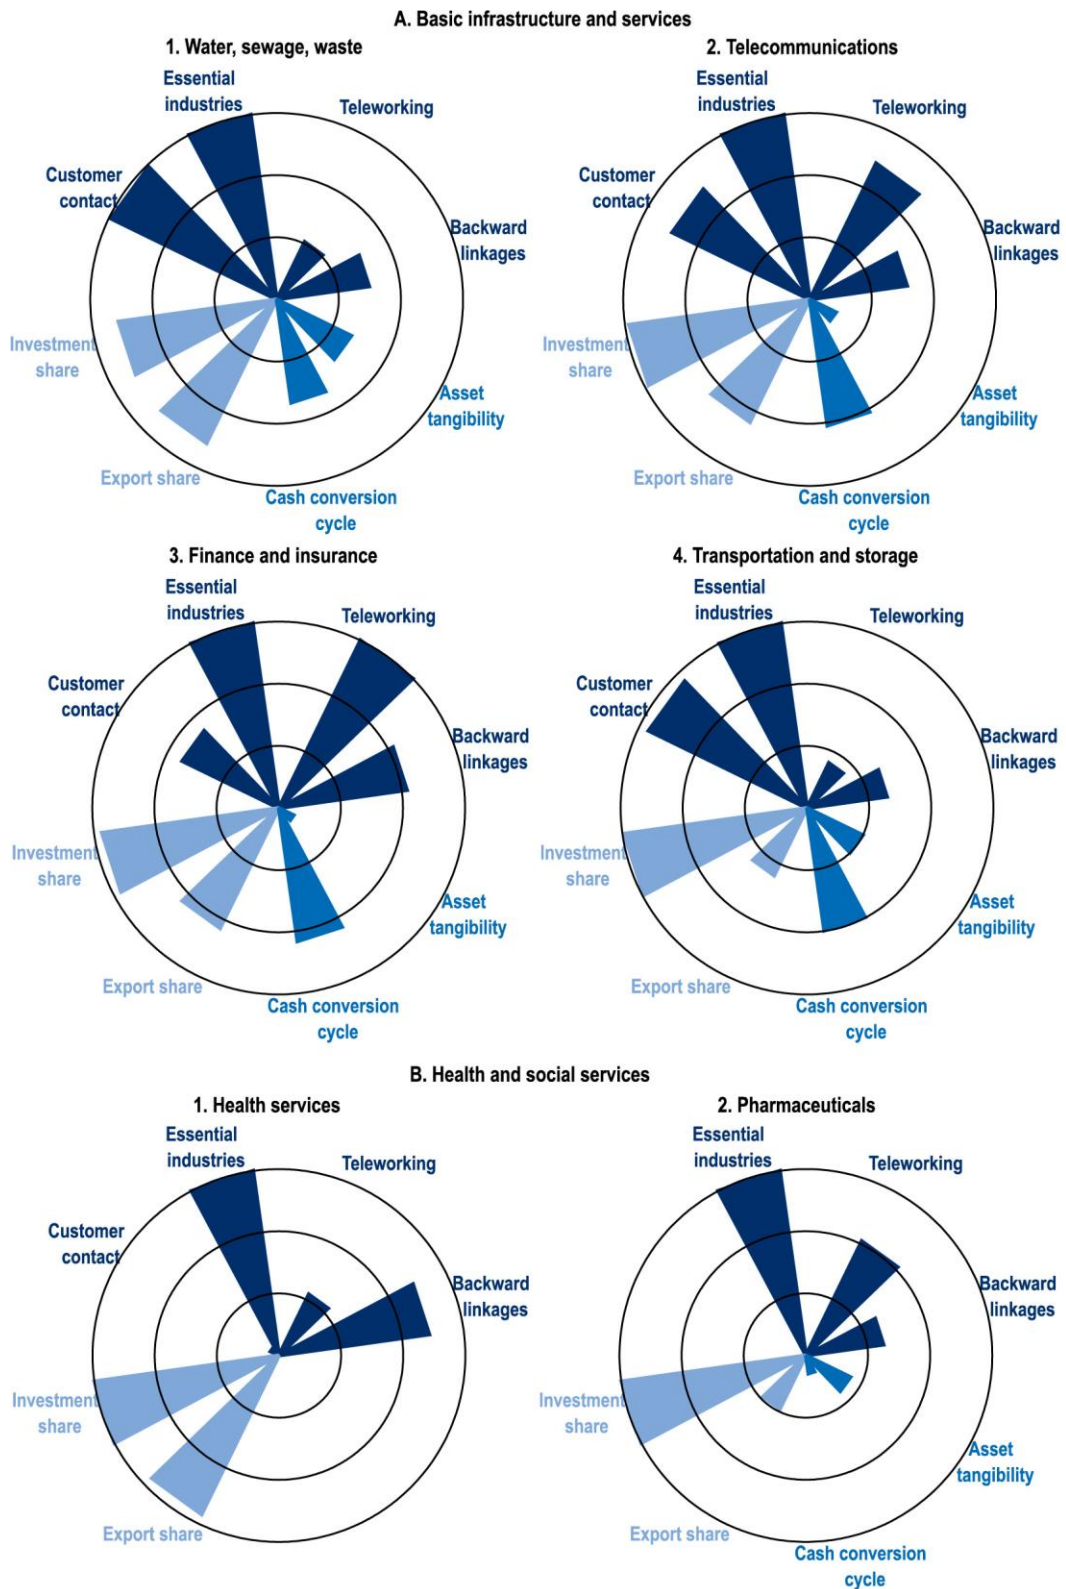 A. Basic infrastructure and services
1. Water, sewage, waste
Essential
industries
Teleworking
Customer
contact
Backward
linkages
Investment
share
Asset
tangibility
Export share
Cash conversion
cycle
2. Telecommunications
Essential
industries
Teleworking
Customer
contact
Backward
linkages
Investment
share
Asset
tangibility
Export share
Cash conversion
cycle
3. Finance and insurance
Essential
industries
Teleworking
Customer
contact
Backward
linkages
Investment
share
Asset
tangibility
Export share
Cash conversion
cycle
4. Transportation and storage
Essential
industries
Teleworking
Customer
contact
Backward
linkages
Investment
share
Asset
tangibility
Export share
Cash conversion
cycle
B. Health and social services
1. Health services
Essential
industries
Teleworking
Customer
contact
Backward
linkages
Investment
share
Export share
2. Pharmaceuticals
Essential
industries
Teleworking
Backward
linkages
Investment
share
Asset
tangibility
Export share
Cash conversion
cycle